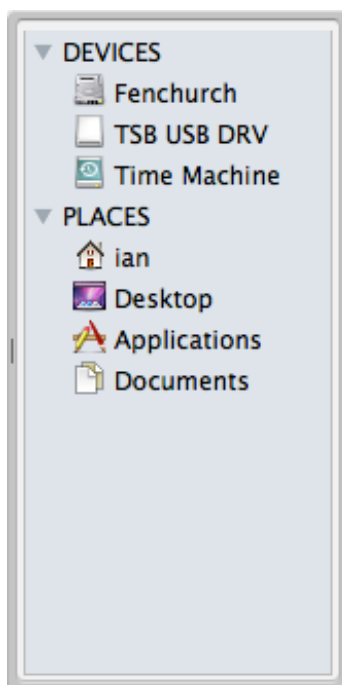 DEVICES
Fenchurch
TSB USB DRV
Time Machine
PLACES
ian
Desktop
Applications
Documents